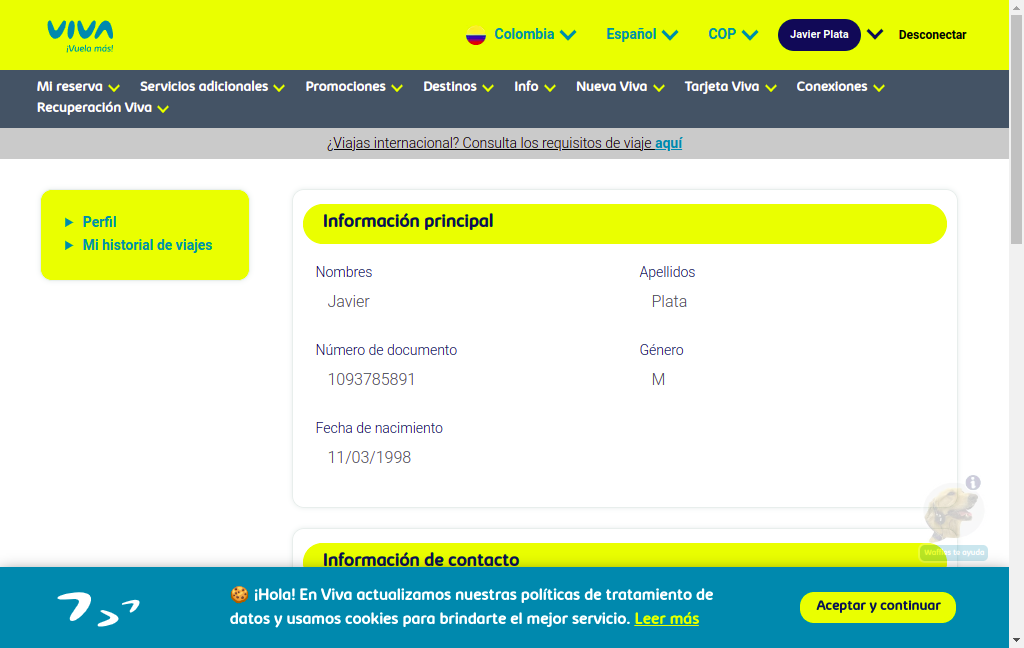 VIVA
¡Vuela más!
Colombia
Español
COP
Javier Plata
Desconectar
Mi reserva
Servicios adicionales
Promociones
Destinos
Info
Nueva Viva
Tarjeta Viva
Conexiones
Recuperación Viva
¿Viajas internacional? Consulta los requisitos de viaje aquí
Perfil
Mi historial de viajes
Información principal
Nombres
Apellidos
Javier
Plata
Número de documento
Género
1093785891
M
Fecha de nacimiento
11/03/1998
Información de contacto
te ayuda
🍪 ¡Hola! En Viva actualizamos nuestras políticas de tratamiento de
datos y usamos cookies para brindarte el mejor servicio. Leer más
Aceptar y continuar